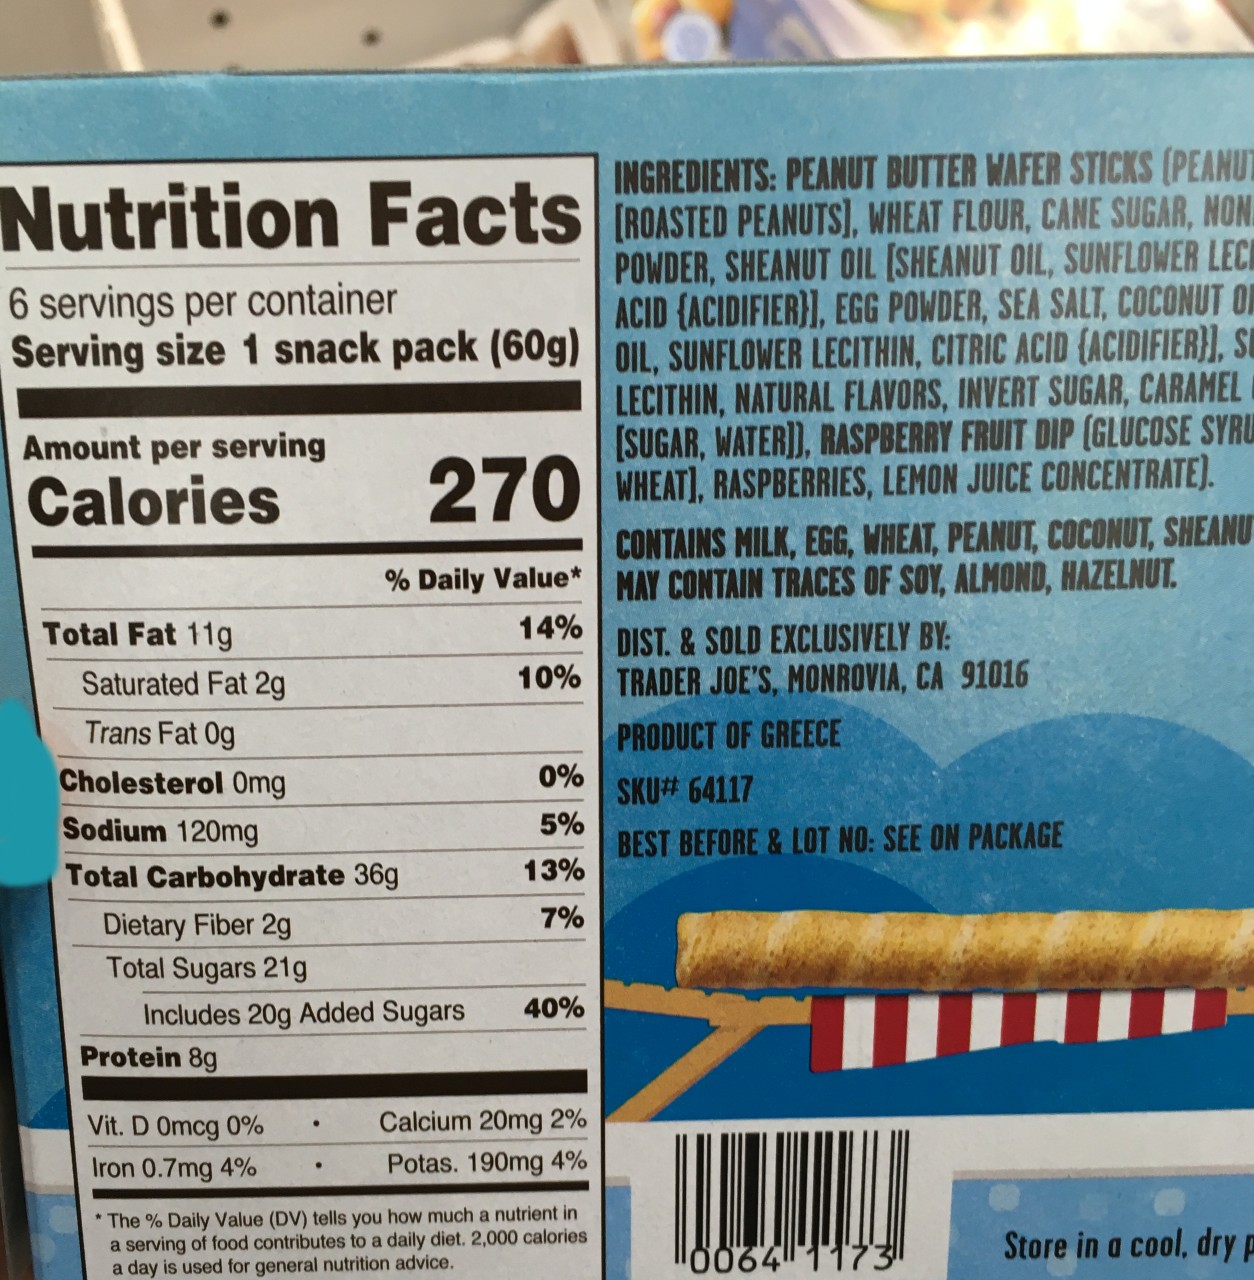 Nutrition Facts
6 servings per container
Serving size 1 snack pack (60g)
Amount per serving
Calories 270
% Daily Value*
Total Fat 11g 14%
Saturated Fat 2g 10%
Trans Fat 0g
Cholesterol 0mg 0%
Sodium 120mg 5%
Total Carbohydrate 36g 13%
Dietary Fiber 2g 7%
Total Sugars 21g
Includes 20g Added Sugars 40%
Protein 8g
Vit. D 0mcg 0% • Calcium 20mg 2%
Iron 0.7mg 4% • Potas. 190mg 4%
* The % Daily Value (DV) tells you how much a nutrient in
a serving of food contributes to a daily diet. 2,000 calories
a day is used for general nutrition advice.
INGREDIENTS: PEANUT BUTTER WAFER STICKS (PEANUT
[ROASTED PEANUTS], WHEAT FLOUR, CANE SUGAR, NON
POWDER, SHEANUT OIL [SHEANUT OIL, SUNFLOWER LECI
ACID {ACIDIFIER}], EGG POWDER, SEA SALT, COCONUT
OIL, SUNFLOWER LECITHIN, CITRIC ACID {ACIDIFIER}],
LECITHIN, NATURAL FLAVORS, INVERT SUGAR, CARAMEL
[SUGAR, WATER]), RASPBERRY FRUIT DIP (GLUCOSE SYRU
WHEAT], RASPBERRIES, LEMON JUICE CONCENTRATE).
CONTAINS MILK, EGG, WHEAT, PEANUT, COCONUT, SHEANU
MAY CONTAIN TRACES OF SOY, ALMOND, HAZELNUT.
DIST. & SOLD EXCLUSIVELY BY:
TRADER JOE'S, MONROVIA, CA 91016
PRODUCT OF GREECE
SKU# 64117
BEST BEFORE & LOT NO: SEE ON PACKAGE
0064 1173
Store in a cool, dry p